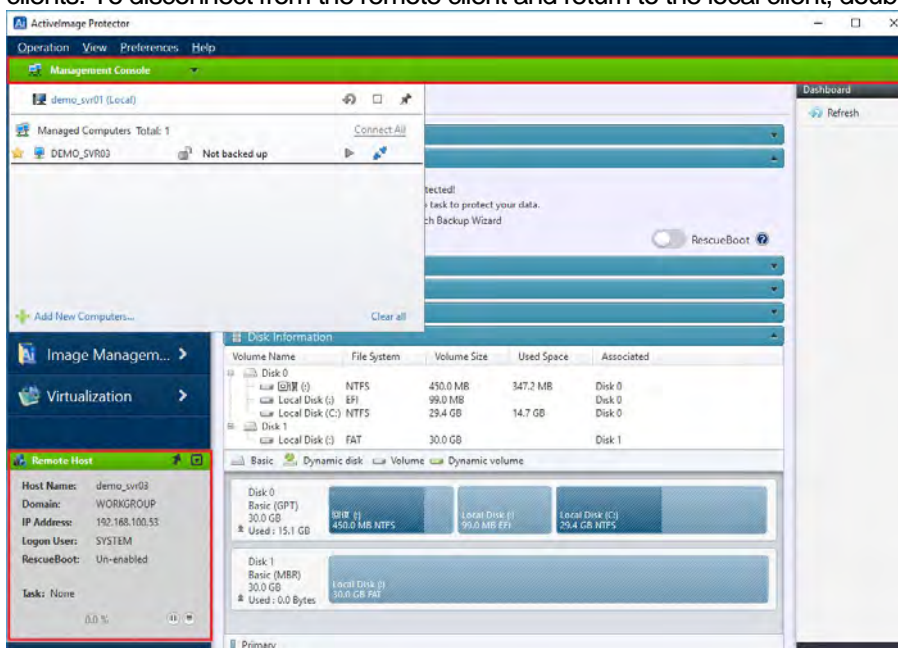 clients. To disconnect from the remote client and return to the local client, doub
ActiveImage Protector
Operation View Preferences Help
Management Console
demo_svr01 (Local)
Managed Computers Total: 1 Connect All
DEMO_SVR03 Not backed up
Add New Computers... Clear all
Dashboard
Refresh
tected!
task to protect your data.
ch Backup Wizard
RescueBoot
Disk Information
Volume Name File System Volume Size Used Space Associated
Disk 0
回復 (:) NTFS 450.0 MB 347.2 MB Disk 0
Local Disk (:) EFI 99.0 MB Disk 0
Local Disk (C:) NTFS 29.4 GB 14.7 GB Disk 0
Disk 1
Local Disk (:) FAT 30.0 GB Disk 1
Basic Dynamic disk Volume Dynamic volume
Image Managem...
Virtualization
Remote Host
Host Name: demo_svr03
Domain: WORKGROUP
IP Address: 192.168.100.53
Logon User: SYSTEM
RescueBoot: Un-enabled
Task: None
0.0 %
Disk 0
Basic (GPT)
30.0 GB
Used : 15.1 GB
回復 (:)
450.0 MB NTFS
Local Disk (:)
99.0 MB EFI
Local Disk (C:)
29.4 GB NTFS
Disk 1
Basic (MBR)
30.0 GB
Used : 0.0 Bytes
Local Disk (:)
30.0 GB FAT
Primary